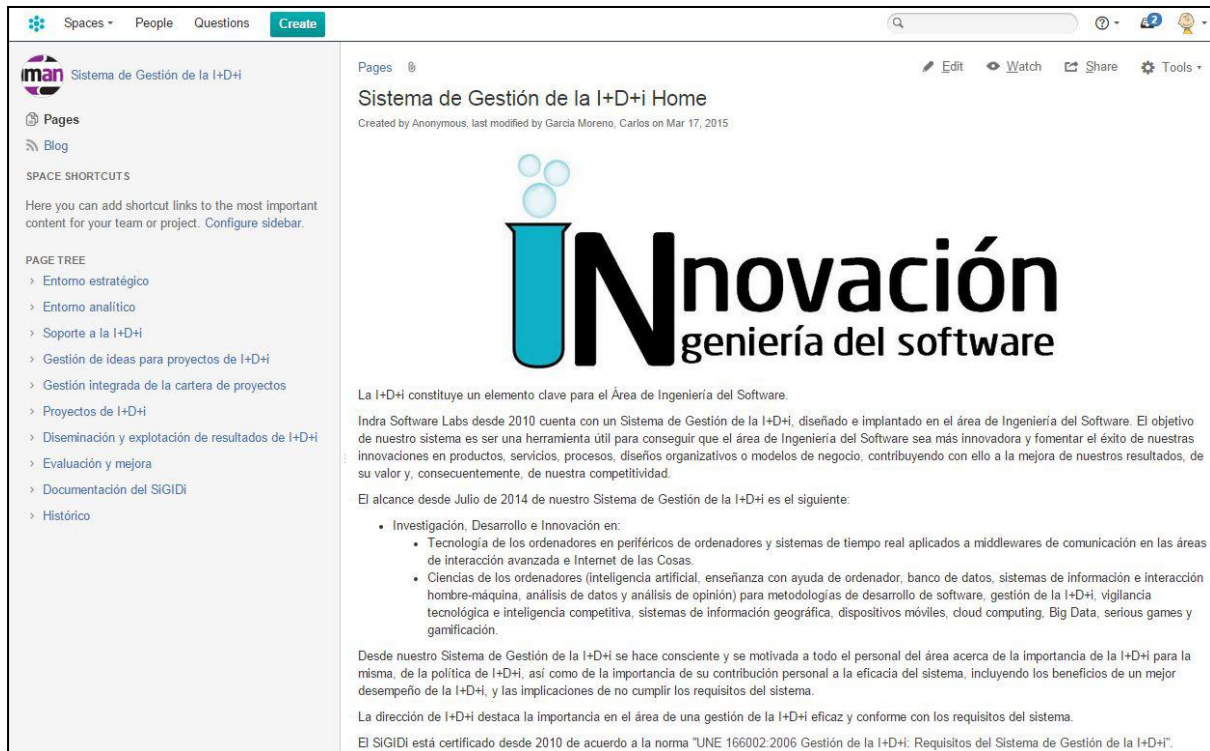 Spaces People Questions Create
2
man Sistema de Gestión de la I+D+i
Pages
Blog
SPACE SHORTCUTS
Here you can add shortcut links to the most important
content for your team or project. Configure sidebar.
PAGE TREE
Entorno estratégico
Entorno analítico
Soporte a la I+D+i
Gestión de ideas para proyectos de I+D+i
Gestión integrada de la cartera de proyectos
Proyectos de I+D+i
Diseminación y explotación de resultados de I+D+i
Evaluación y mejora
Documentación del SiGIDi
Histórico
Pages Edit Watch Share Tools
Sistema de Gestión de la I+D+i Home
Created by Anonymous, last modified by Garcia Moreno, Carlos on Mar 17, 2015
INnovación
geniería del software
La I+D+i constituye un elemento clave para el Área de Ingeniería del Software.
Indra Software Labs desde 2010 cuenta con un Sistema de Gestión de la I+D+i, diseñado e implantado en el área de Ingeniería del Software. El objetivo
de nuestro sistema es ser una herramienta útil para conseguir que el área de Ingeniería del Software sea más innovadora y fomentar el éxito de nuestras
innovaciones en productos, servicios, procesos, diseños organizativos o modelos de negocio, contribuyendo con ello a la mejora de nuestros resultados, de
su valor y, consecuentemente, de nuestra competitividad.
El alcance desde Julio de 2014 de nuestro Sistema de Gestión de la I+D+i es el siguiente:
• Investigación, Desarrollo e Innovación en:
• Tecnología de los ordenadores en periféricos de ordenadores y sistemas de tiempo real aplicados a middlewares de comunicación en las áreas
de interacción avanzada e Internet de las Cosas.
• Ciencias de los ordenadores (inteligencia artificial, enseñanza con ayuda de ordenador, banco de datos, sistemas de información e interacción
hombre-máquina, análisis de datos y análisis de opinión) para metodologías de desarrollo de software, gestión de la I+D+i, vigilancia
tecnológica e inteligencia competitiva, sistemas de información geográfica, dispositivos móviles, cloud computing, Big Data, serious games y
gamificación.
Desde nuestro Sistema de Gestión de la I+D+i se hace consciente y se motivada a todo el personal del área acerca de la importancia de la I+D+i para la
misma, de la política de I+D+i, así como de la importancia de su contribución personal a la eficacia del sistema, incluyendo los beneficios de un mejor
desempeño de la I+D+i, y las implicaciones de no cumplir los requisitos del sistema.
La dirección de I+D+i destaca la importancia en el área de una gestión de la I+D+i eficaz y conforme con los requisitos del sistema.
El SiGIDi está certificado desde 2010 de acuerdo a la norma "UNE 166002:2006 Gestión de la I+D+i: Requisitos del Sistema de Gestión de la I+D+i".